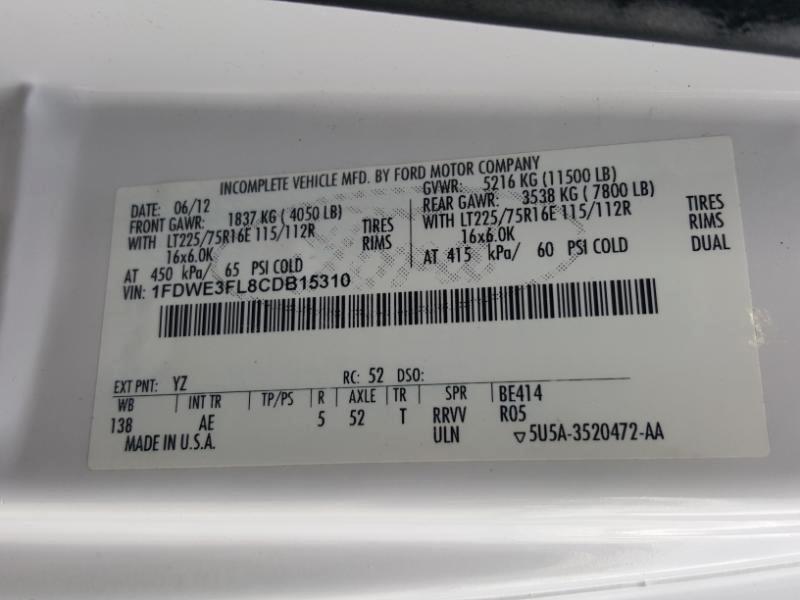 INCOMPLETE VEHICLE MFD. BY FORD MOTOR COMPANY
DATE: 06/12 GVWR: 5216 KG (11500 LB)
FRONT GAWR: 1837 KG ( 4050 LB) REAR GAWR: 3538 KG ( 7800 LB)
WITH LT225/75R16E 115/112R TIRES WITH LT225/75R16E 115/112R TIRES
16x6.0K RIMS 16x6.0K RIMS
AT 450 kPa/ 65 PSI COLD AT 415 kPa/ 60 PSI COLD DUAL
VIN: 1FDWE3FL8CDB15310
EXT PNT: YZ RC: 52 DSO:
WB INT TR TP/PS R AXLE TR SPR BE414
138 AE 5 52 T RRVV R05
MADE IN U.S.A. ULN ▽5U5A-3520472-AA